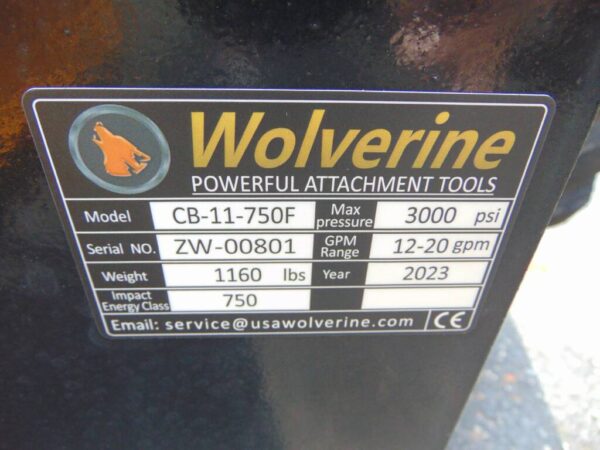 Wolverine
POWERFUL ATTACHMENT TOOLS
Model CB-11-750F Max pressure 3000 psi
Serial NO. ZW-00801 GPM Range 12-20 gpm
Weight 1160 lbs Year 2023
Impact Energy Class 750
Email: service@usawolverine.com CE